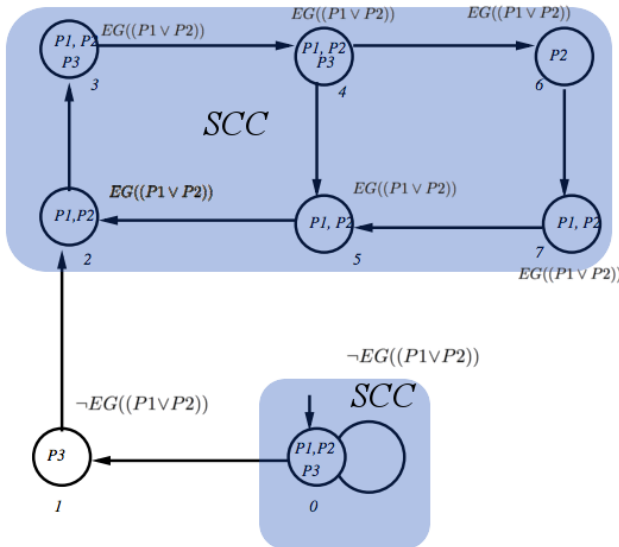 EG((P1 ∨ P2))
EG((P1 ∨ P2))
EG((P1 ∨ P2))
P1, P2
P3
3
P1, P2
P3
4
P2
6
SCC
EG((P1 ∨ P2))
EG((P1 ∨ P2))
P1,P2
2
P1, P2
5
P1, P2
7
EG((P1 ∨ P2))
¬EG((P1∨P2))
SCC
¬EG((P1∨P2))
P3
1
P1,P2
P3
0